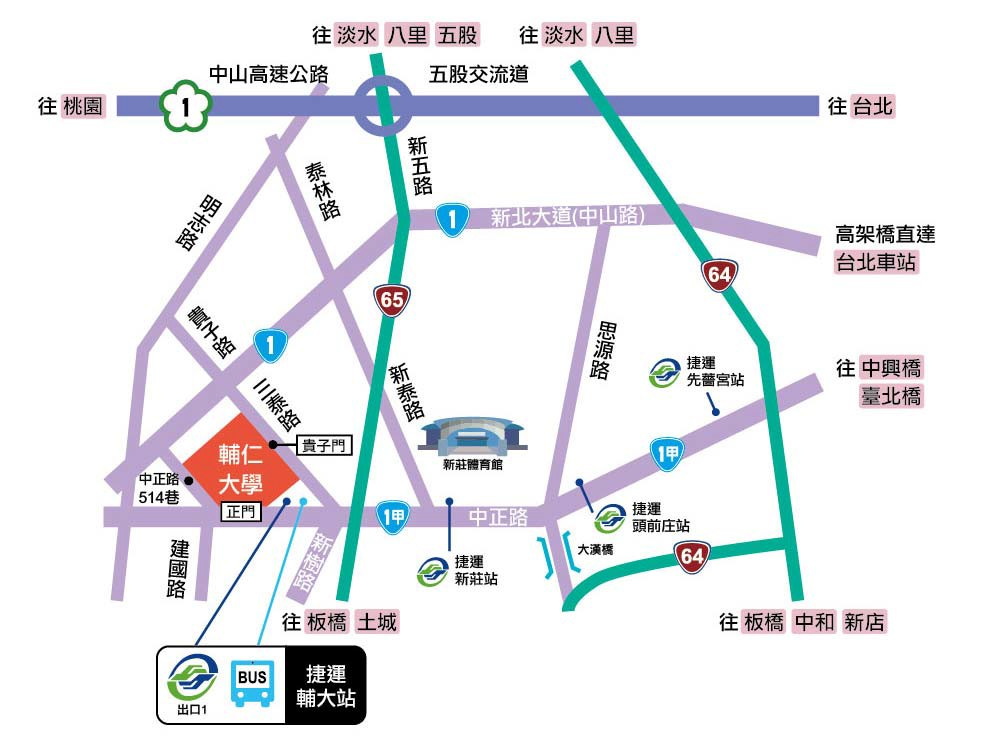 往 淡水 八里 五股
往 淡水 八里
中山高速公路
五股交流道
往 桃園
1
往 台北
新五路
泰林路
明志路
1
新北大道(中山路)
高架橋直達
台北車站
64
65
貴子路
1
思源路
捷運
先嗇宮站
往 中興橋
臺北橋
新泰路
三泰路
輔仁
大學
貴子門
新莊體育館
1甲
中正路
514巷
正門
1甲
中正路
捷運
頭前庄站
大漢橋
建國路
新樹路
捷運
新莊站
64
往 板橋 土城
往 板橋 中和 新店
BUS
出口1
捷運
輔大站